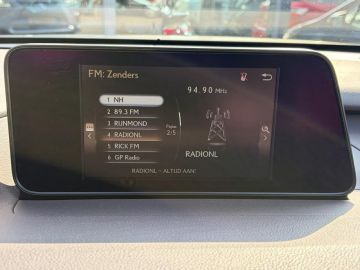 FM: Zenders
94.90 MHz
1 NH
2 89.3 FM
3 RIJNMOND
4 RADIONL
5 RICK FM
6 GP Radio
2/5
RADIONL
RADIONL - ALTIJD AAN!